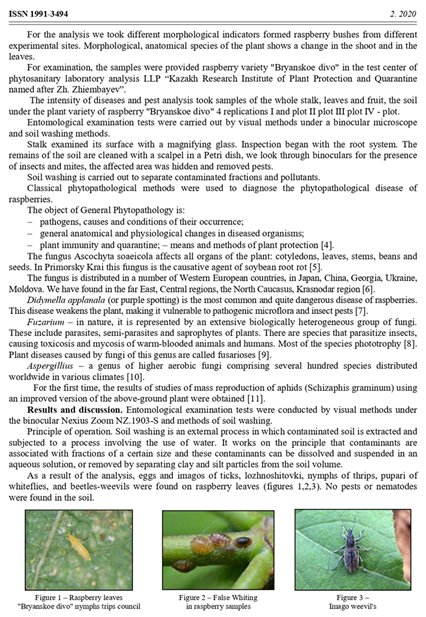 ISSN 1991-3494 2. 2020
For the analysis we took different morphological indicators formed raspberry bushes from different
experimental sites. Morphological, anatomical species of the plant shows a change in the shoot and in the
leaves.
For examination, the samples were provided raspberry variety "Bryanskoe divo" in the test center of
phytosanitary laboratory analysis LLP “Kazakh Research Institute of Plant Protection and Quarantine
named after Zh. Zhiembayev”.
The intensity of diseases and pest analysis took samples of the whole stalk, leaves and fruit, the soil
under the plant variety of raspberry "Bryanskoe divo" 4 replications I and plot II plot III plot IV - plot.
Entomological examination tests were carried out by visual methods under a binocular microscope
and soil washing methods.
Stalk examined its surface with a magnifying glass. Inspection began with the root system. The
remains of the soil are cleaned with a scalpel in a Petri dish, we look through binoculars for the presence
of insects and mites, the affected area was hidden and removed pests.
Soil washing is carried out to separate contaminated fractions and pollutants.
Classical phytopathological methods were used to diagnose the phytopathological disease of
raspberries.
The object of General Phytopathology is:
– pathogens, causes and conditions of their occurrence;
– general anatomical and physiological changes in diseased organisms;
– plant immunity and quarantine; – means and methods of plant protection [4].
The fungus Ascochyta soaeicola affects all organs of the plant: cotyledons, leaves, stems, beans and
seeds. In Primorsky Krai this fungus is the causative agent of soybean root rot [5].
The fungus is distributed in a number of Western European countries, in Japan, China, Georgia, Ukraine,
Moldova. We have found in the far East, Central regions, the North Caucasus, Krasnodar region [6].
Didymella applanala (or purple spotting) is the most common and quite dangerous disease of raspberries.
This disease weakens the plant, making it vulnerable to pathogenic microflora and insect pests [7].
Fuzarium – in nature, it is represented by an extensive biologically heterogeneous group of fungi.
These include parasites, semi-parasites and saprophytes of plants. There are species that parasitize insects,
causing toxicosis and mycosis of warm-blooded animals and humans. Most of the species phototrophy [8].
Plant diseases caused by fungi of this genus are called fusarioses [9].
Aspergillius – a genus of higher aerobic fungi comprising several hundred species distributed
worldwide in various climates [10].
For the first time, the results of studies of mass reproduction of aphids (Schizaphis graminum) using
an improved version of the above-ground plant were obtained [11].
Results and discussion. Entomological examination tests were conducted by visual methods under
the binocular Nexius Zoom NZ.1903-S and methods of soil washing.
Principle of operation. Soil washing is an external process in which contaminated soil is extracted and
subjected to a process involving the use of water. It works on the principle that contaminants are
associated with fractions of a certain size and these contaminants can be dissolved and suspended in an
aqueous solution, or removed by separating clay and silt particles from the soil volume.
As a result of the analysis, eggs and imagos of ticks, lozhnoshitovki, nymphs of thrips, pupari of
whiteflies, and beetles-weevils were found on raspberry leaves (figures 1,2,3). No pests or nematodes
were found in the soil.
Figure 1 – Raspberry leaves
"Bryanskoe divo" nymphs trips council
Figure 2 – False Whiting
in raspberry samples
Figure 3 –
Imago weevil's